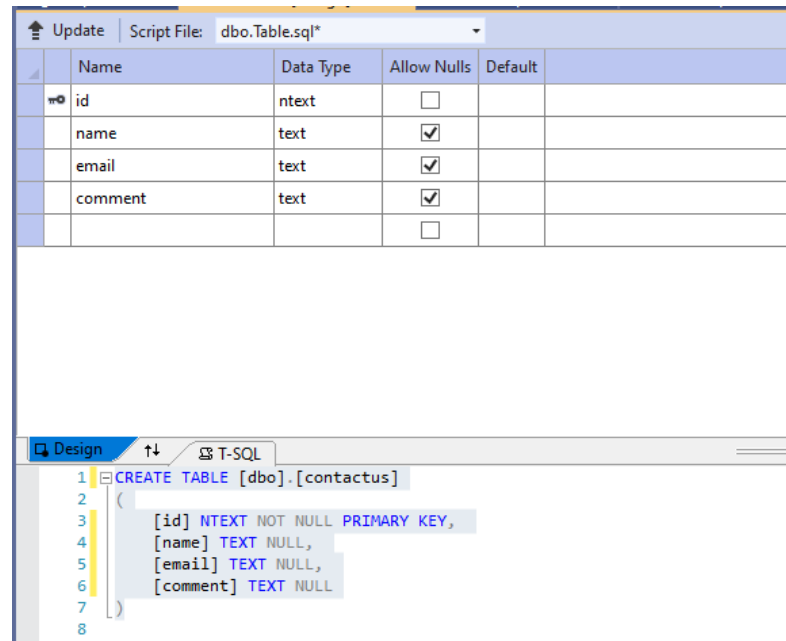 Update Script File: dbo.Table.sql*
Name Data Type Allow Nulls Default
id ntext
name text
email text
comment text
Design T-SQL
1 CREATE TABLE [dbo].[contactus]
2 (
3 [id] NTEXT NOT NULL PRIMARY KEY,
4 [name] TEXT NULL,
5 [email] TEXT NULL,
6 [comment] TEXT NULL
7 )
8